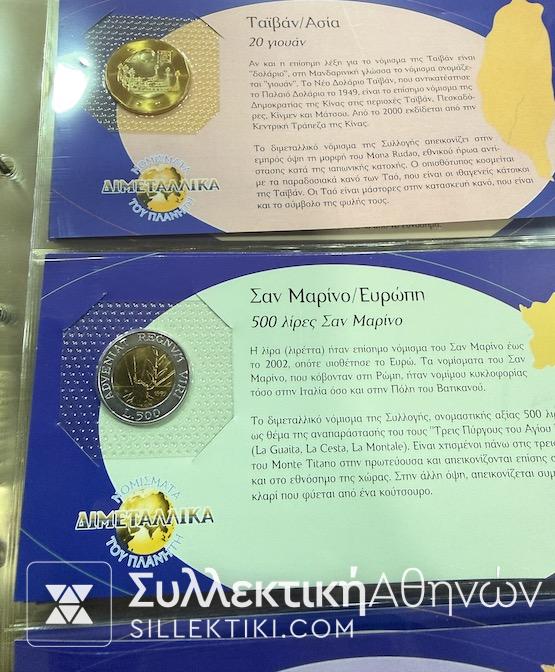 Ταϊβάν/Ασία
20 γιουάν
Αν και η επίσημη λέξη για το νόμισμα της Ταϊβάν είναι
"δολάριο", στη Μανδαρινική γλώσσα το νόμισμα ονομάζε-
ται "γιουάν". Το Νέο Δολάριο Ταϊβάν, που αντικατέστησε
το Παλαιό Δολάριο το 1949, είναι το επίσημο νόμισμα της
Δημοκρατίας της Κίνας στις περιοχές Ταϊβάν, Πεσκαδό-
ρες, Κίνμεν και Μάτσου. Από το 2000 εκδίδεται από την
Κεντρική Τράπεζα της Κίνας.
Το διμεταλλικό νόμισμα της Συλλογής απεικονίζει στην
εμπρός όψη τη μορφή του Mona Rudao, εθνικού ήρωα αντί-
στασης κατά της ιαπωνικής κατοχής. Ο οπισθότυπος κοσμείται
με τα παραδοσιακά κανό των Ταό, που οι ιθαγενείς κάτοικοι
της Ταϊβάν. Οι Ταό είναι μάστορες στην κατασκευή κανό, που είναι
και το σύμβολο της φυλής τους.
ΝΟΜΙΣΜΑΤΑ
ΔΙΜΕΤΑΛΛΙΚΑ
ΤΟΥ ΠΛΑΝΗΤΗ
Σαν Μαρίνο/Ευρώπη
500 λίρες Σαν Μαρίνο
Η λίρα (λιρέττα) ήταν επίσημο νόμισμα του Σαν Μαρίνο έως
το 2002, οπότε υιοθέτησε το Ευρώ. Τα νομίσματα του Σαν
Μαρίνο, που κόβονταν στη Ρώμη, ήταν νομίμου κυκλοφορίας
τόσο στην Ιταλία όσο και στην Πόλη του Βατικανού.
Το διμεταλλικό νόμισμα της Συλλογής, ονομαστικής αξίας 500 λι
ως θέμα της αναπαράστασής του τους "Τρεις Πύργους του Αγίου
(La Guaita, La Cesta, La Montale). Είναι χτισμένοι πάνω στις τρει
του Monte Titano στην πρωτεύουσα και απεικονίζονται επίσης σ
και στο εθνόσημο της χώρας. Στην άλλη όψη, απεικονίζεται συμ
κλαρί που φύεται από ένα κούτσουρο.
ADVENIAT REGNVM VIRI
L.500
ΝΟΜΙΣΜΑΤΑ
ΔΙΜΕΤΑΛΛΙΚΑ
ΤΟΥ ΠΛΑΝΗΤΗ
ΣυλλεκτικήΑθηνών
SILLEKTIKI.COM